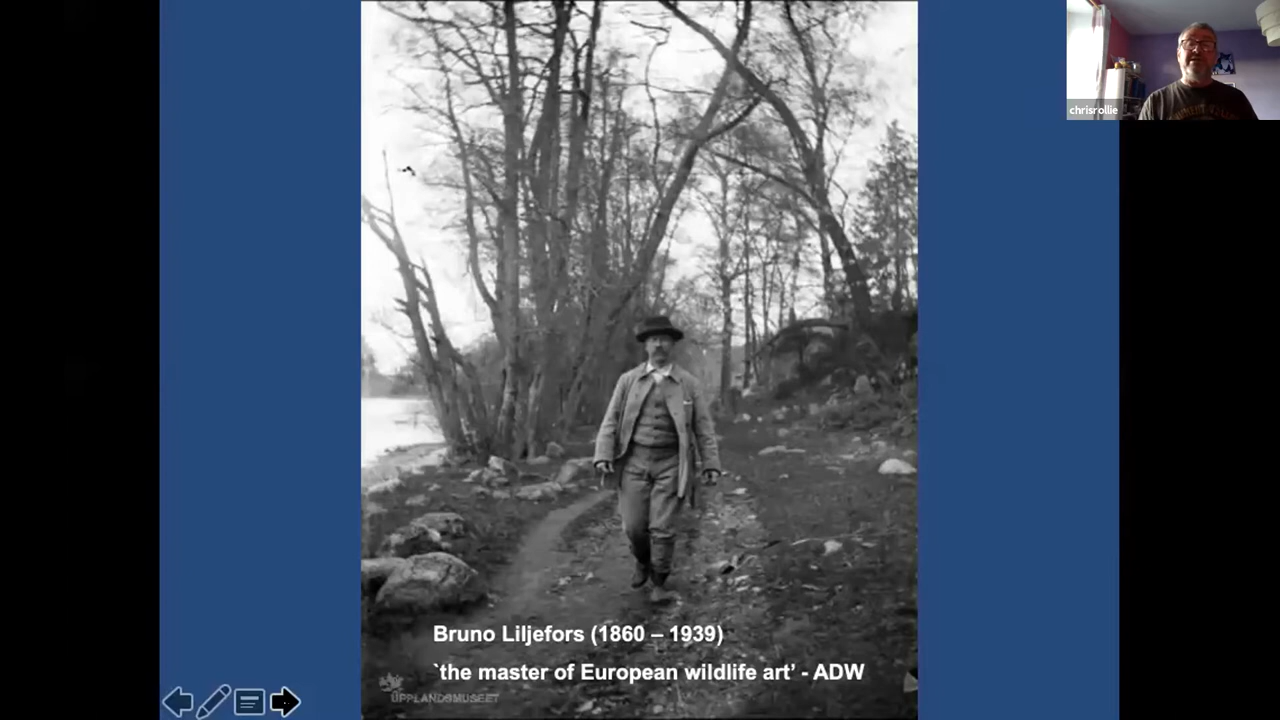 chrisrollie
Bruno Liljefors (1860 – 1939)
`the master of European wildlife art’ - ADW
UPPLANDSMUSEET